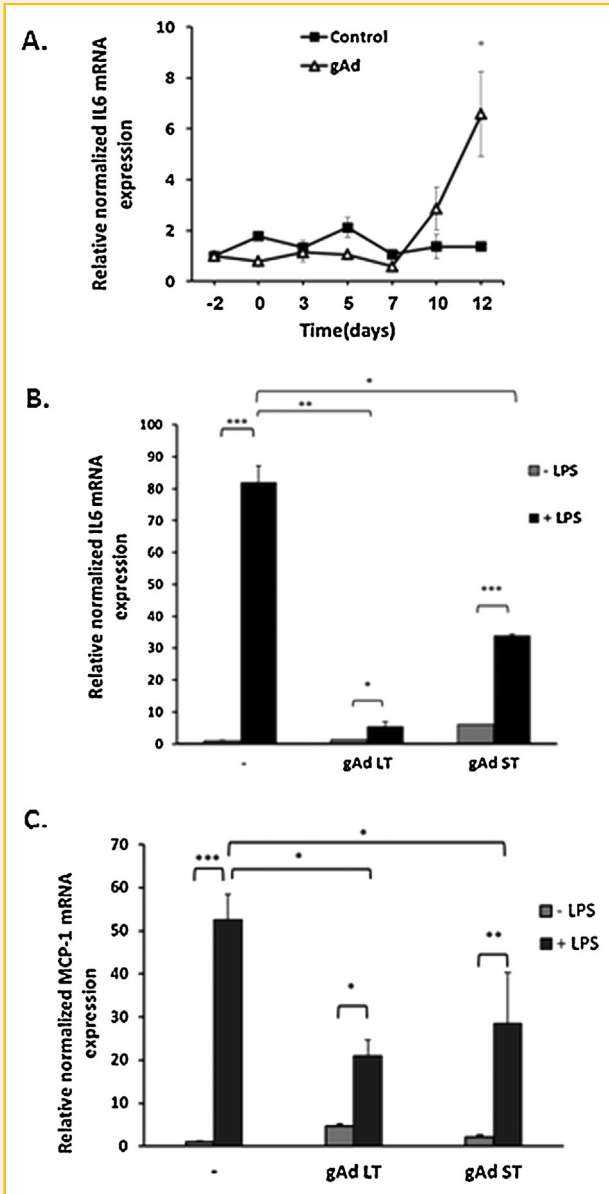 A.
Relative normalized IL6 mRNA
expression
10
8
6
4
2
0
Control
gAd
*
-2 0 3 5 7 10 12
Time(days)
B.
Relative normalized IL6 mRNA
expression
100
90
80
70
60
50
40
30
20
10
0
*
**
***
*
***
- LPS
+ LPS
- gAd LT gAd ST
C.
Relative normalized MCP-1 mRNA
expression
70
60
50
40
30
20
10
0
*
*
***
*
**
- LPS
+ LPS
- gAd LT gAd ST